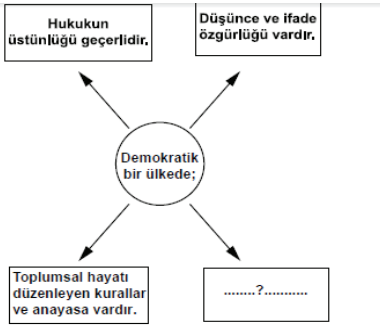 Hukukun
üstünlüğü geçerlidir.
Düşünce ve ifade
özgürlüğü vardır.
Demokratik
bir ülkede;
Toplumsal hayatı
düzenleyen kurallar
ve anayasa vardır.
........?...........